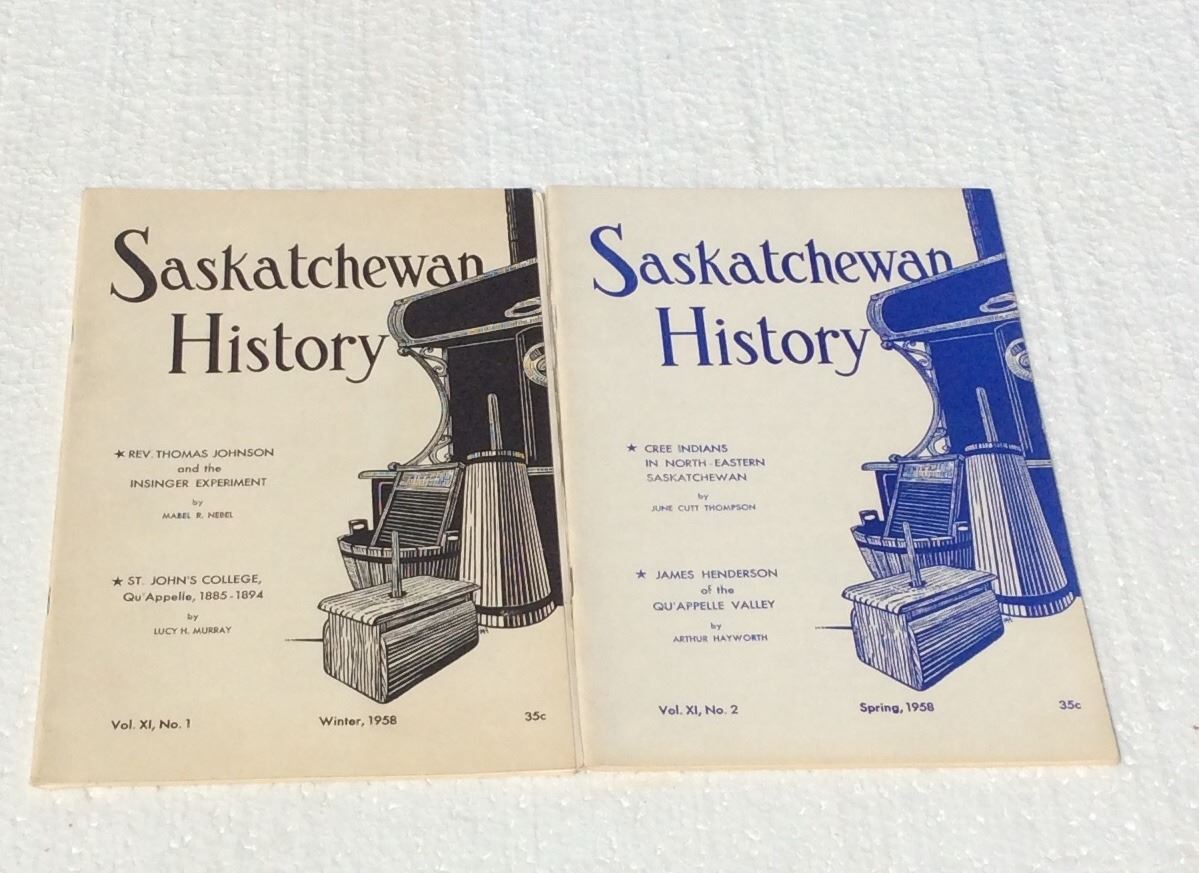 Saskatchewan
History
★ REV. THOMAS JOHNSON
and the
INSINGER EXPERIMENT
by
MABEL R. NEBEL
★ ST. JOHN'S COLLEGE,
Qu'Appelle, 1885-1894
by
LUCY H. MURRAY
Vol. XI, No. 1
Winter, 1958
35c
Saskatchewan
History
★ CREE INDIANS
IN NORTH-EASTERN
SASKATCHEWAN
by
JUNE CUTT THOMPSON
★ JAMES HENDERSON
of the
QU'APPELLE VALLEY
by
ARTHUR HAYWORTH
Vol. XI, No. 2
Spring, 1958
35c